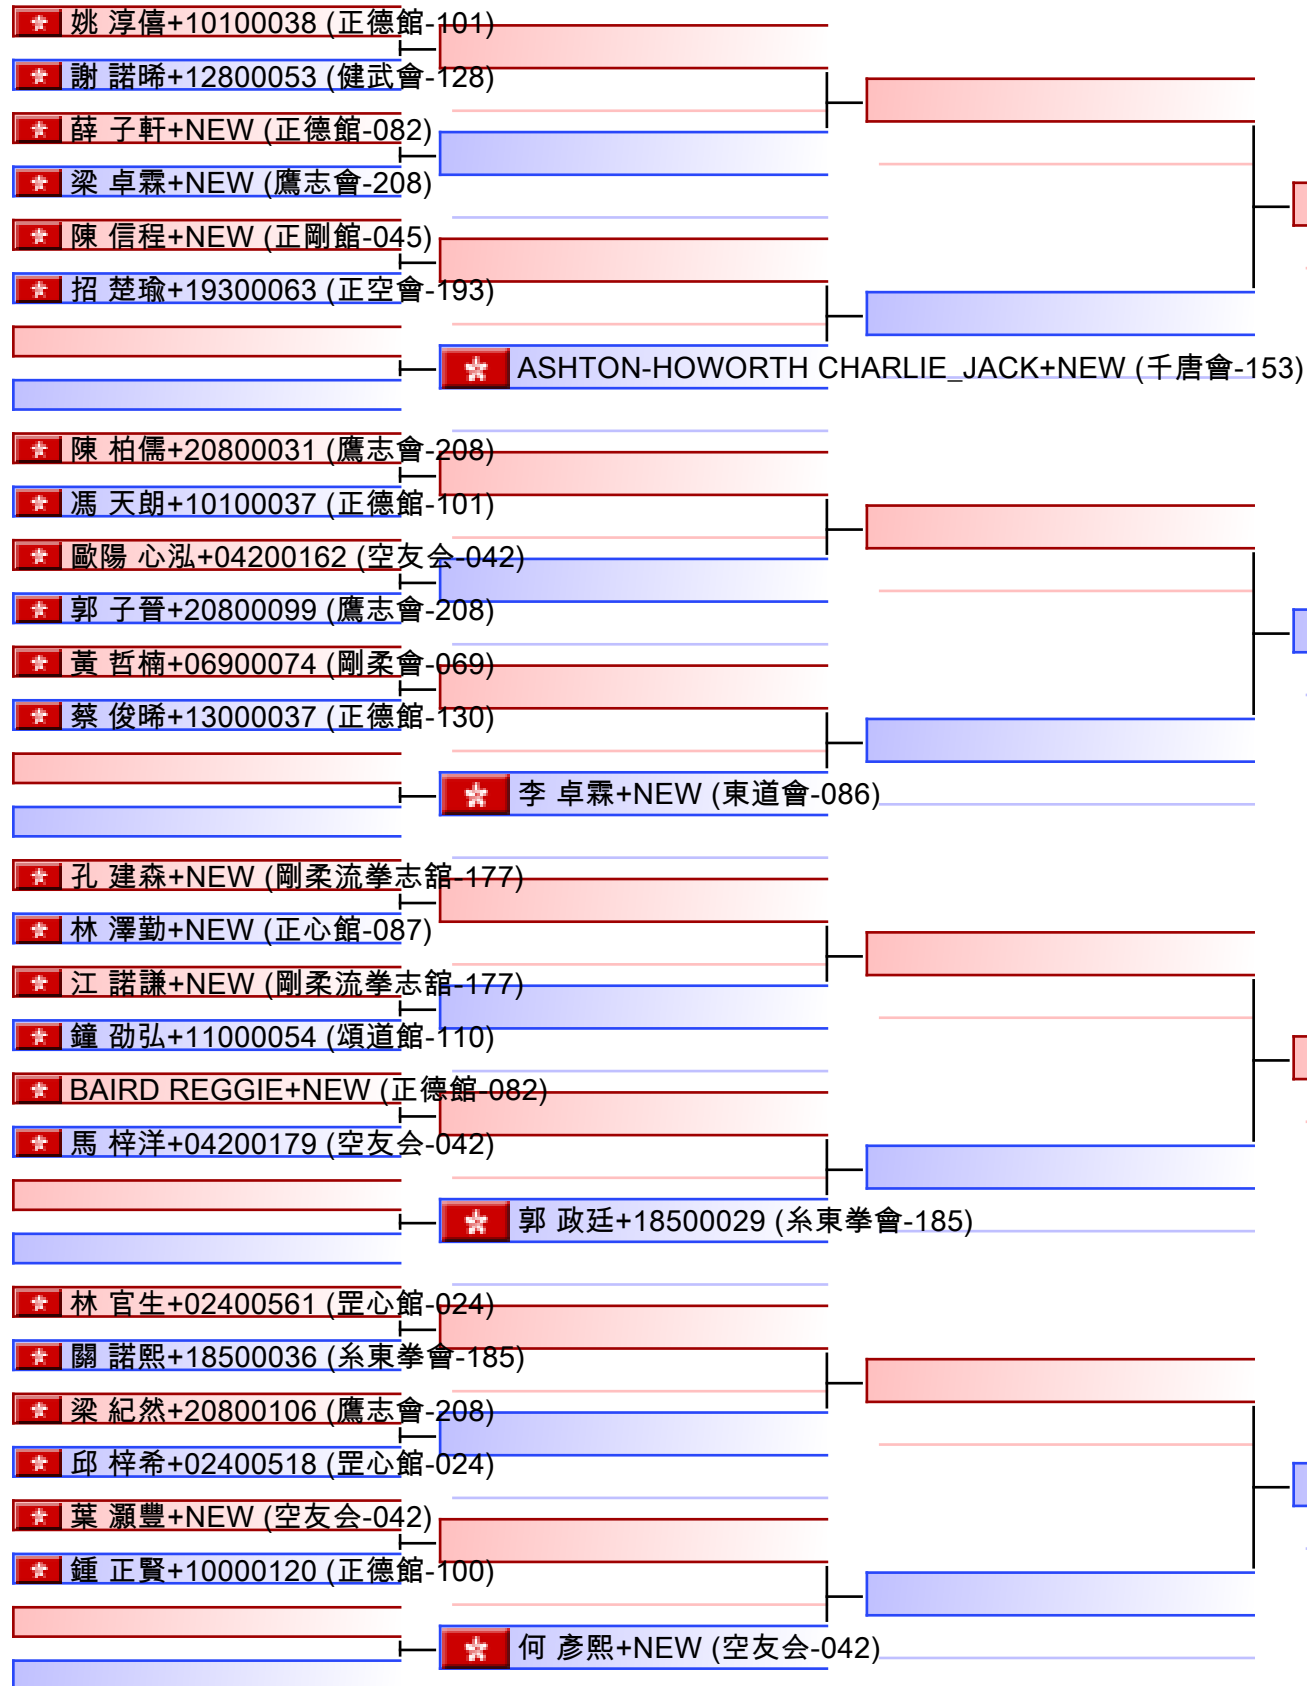 姚 淳僖+10100038 (正德館-101)
謝 諾晞+12800053 (健武會-128)
薛 子軒+NEW (正德館-082)
梁 卓霖+NEW (鷹志會-208)
陳 信程+NEW (正剛館-045)
招 楚瑜+19300063 (正空會-193)
ASHTON-HOWORTH CHARLIE_JACK+NEW (千唐會-153)
陳 柏儒+20800031 (鷹志會-208)
馮 天朗+10100037 (正德館-101)
歐陽 心泓+04200162 (空友会-042)
郭 子晉+20800099 (鷹志會-208)
黃 哲楠+06900074 (剛柔會-069)
蔡 俊晞+13000037 (正德館-130)
李 卓霖+NEW (東道會-086)
孔 建森+NEW (剛柔流拳志舘-177)
林 澤勤+NEW (正心館-087)
江 諾謙+NEW (剛柔流拳志舘-177)
鐘 劭弘+11000054 (頌道館-110)
BAIRD REGGIE+NEW (正德館-082)
馬 梓洋+04200179 (空友会-042)
郭 政廷+18500029 (糸東拳會-185)
林 官生+02400561 (罡心館-024)
關 諾熙+18500036 (糸東拳會-185)
梁 紀然+20800106 (鷹志會-208)
邱 梓希+02400518 (罡心館-024)
葉 灝豐+NEW (空友会-042)
鍾 正賢+10000120 (正德館-100)
何 彥熙+NEW (空友会-042)